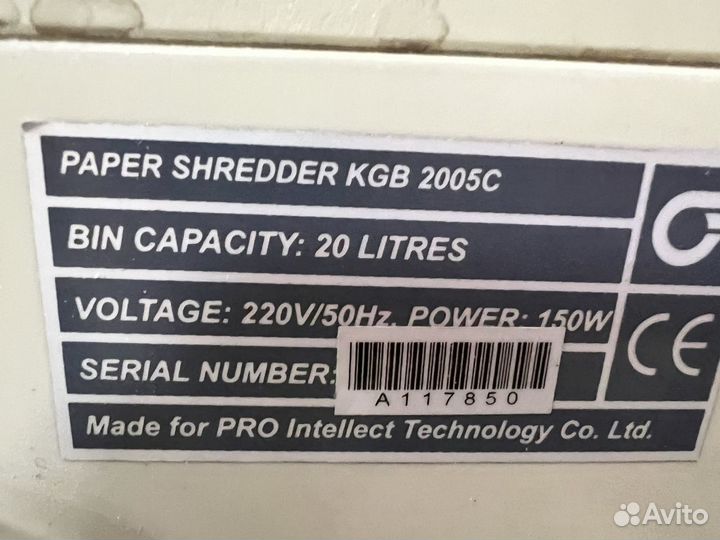 PAPER SHREDDER KGB 2005C
BIN CAPACITY: 20 LITRES
VOLTAGE: 220V/50Hz, POWER: 150W
CE
SERIAL NUMBER:
A117850
Made for PRO Intellect Technology Co. Ltd.
Avito